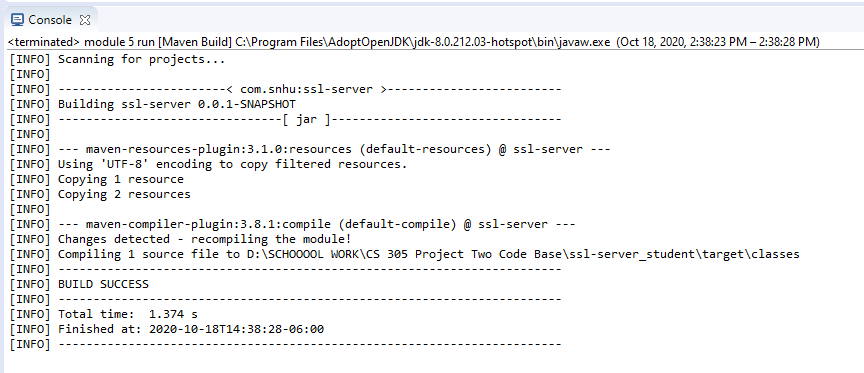 Console
<terminated> module 5 run [Maven Build] C:\Program Files\AdoptOpenJDK\jdk-8.0.212.03-hotspot\bin\javaw.exe (Oct 18, 2020, 2:38:23 PM – 2:38:28 PM)
[INFO] Scanning for projects...
[INFO]
[INFO] -----------------------< com.snhu:ssl-server >------------------------
[INFO] Building ssl-server 0.0.1-SNAPSHOT
[INFO] --------------------------------[ jar ]---------------------------------
[INFO]
[INFO] --- maven-resources-plugin:3.1.0:resources (default-resources) @ ssl-server ---
[INFO] Using 'UTF-8' encoding to copy filtered resources.
[INFO] Copying 1 resource
[INFO] Copying 2 resources
[INFO]
[INFO] --- maven-compiler-plugin:3.8.1:compile (default-compile) @ ssl-server ---
[INFO] Changes detected - recompiling the module!
[INFO] Compiling 1 source file to D:\SCHOOOOL WORK\CS 305 Project Two Code Base\ssl-server_student\target\classes
[INFO] ------------------------------------------------------------------------
[INFO] BUILD SUCCESS
[INFO] ------------------------------------------------------------------------
[INFO] Total time:  1.374 s
[INFO] Finished at: 2020-10-18T14:38:28-06:00
[INFO] ------------------------------------------------------------------------